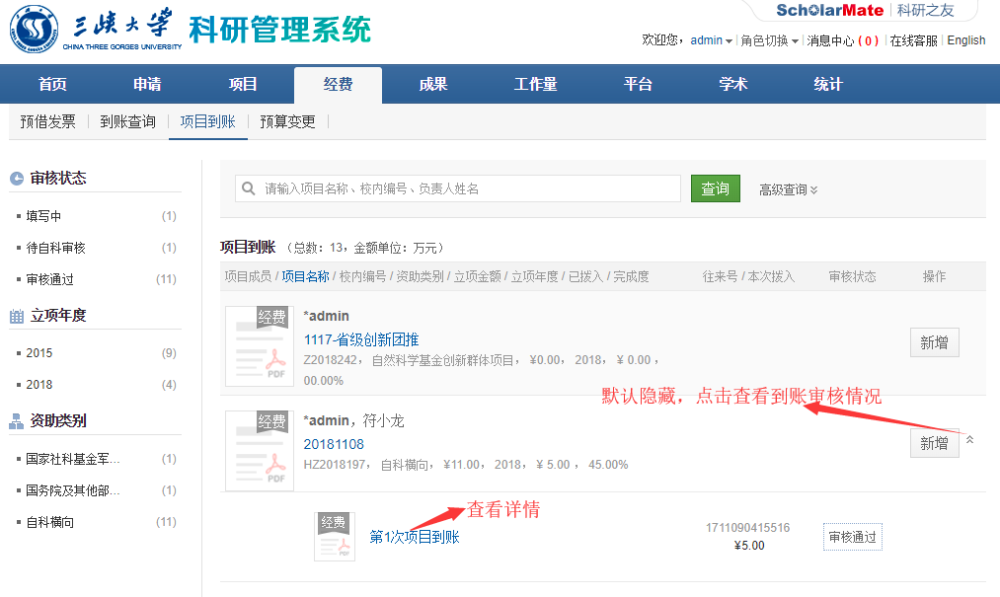 三峡大学 科研管理系统
CHINA THREE GORGES UNIVERSITY
SCHOLARMATE | 科研之友
欢迎您，admin | 角色切换 | 消息中心 ( 0 ) | 在线客服 | English
首页 申请 项目 经费 成果 工作量 平台 学术 统计
预借发票 | 到账查询 | 项目到账 | 预算变更 |
审核状态
填写中 (1)
待自科审核 (1)
审核通过 (11)
立项年度
2015 (9)
2018 (4)
资助类别
国家社科基金军... (1)
国务院及其他部... (1)
自科横向 (11)
请输入项目名称、校内编号、负责人姓名 查询 高级查询
项目到账 （总数：13，金额单位：万元）
项目成员 / 项目名称 / 校内编号 / 资助类别 / 立项金额 / 立项年度 / 已拨入 / 完成度 往来号 / 本次拨入 审核状态 操作
经费
PDF
*admin
1117-省级创新团推
Z2018242， 自然科学基金创新群体项目， ¥0.00， 2018， ¥ 0.00 ，
00.00%
新增
默认隐藏，点击查看到账审核情况
经费
PDF
*admin，符小龙
20181108
HZ2018197， 自科横向， ¥11.00， 2018， ¥ 5.00 ， 45.00%
新增
查看详情
经费
PDF
第1次项目到账
1711090415516
¥5.00
审核通过